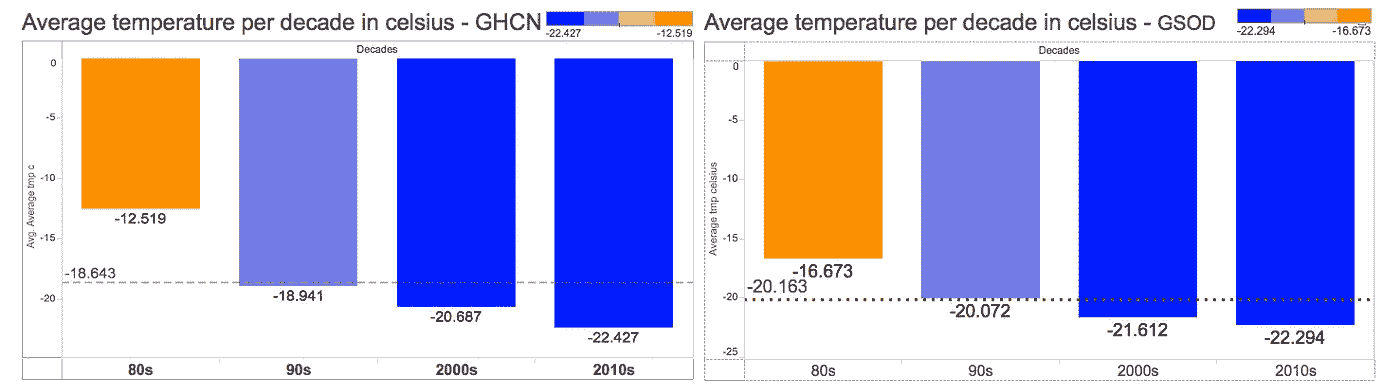 Average temperature per decade in celsius - GHCN
-22.427 -12.519
Decades
Avg. Average tmp c
0
-5
-10
-15
-20
-12.519
-18.643
-18.941
-20.687
-22.427
80s 90s 2000s 2010s
Average temperature per decade in celsius - GSOD
-22.294 -16.673
Decades
Average tmp celsius
0
-5
-10
-15
-20
-25
-16.673
-20.163
-20.072
-21.612
-22.294
80s 90s 2000s 2010s